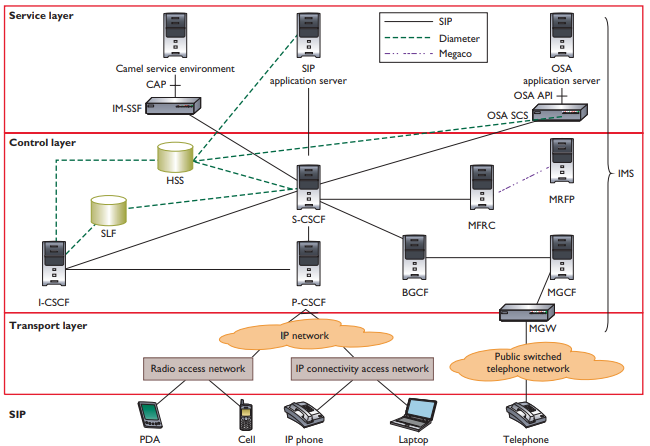 Service layer
SIP
Diameter
Megaco
Camel service environment
SIP
application server
OSA
application server
CAP
OSA API
IM-SSF
OSA SCS
Control layer
HSS
IMS
MRFP
S-CSCF
MFRC
SLF
I-CSCF
P-CSCF
BGCF
MGCF
Transport layer
MGW
IP network
Public switched
telephone network
Radio access network
IP connectivity access network
SIP
PDA
Cell
IP phone
Laptop
Telephone